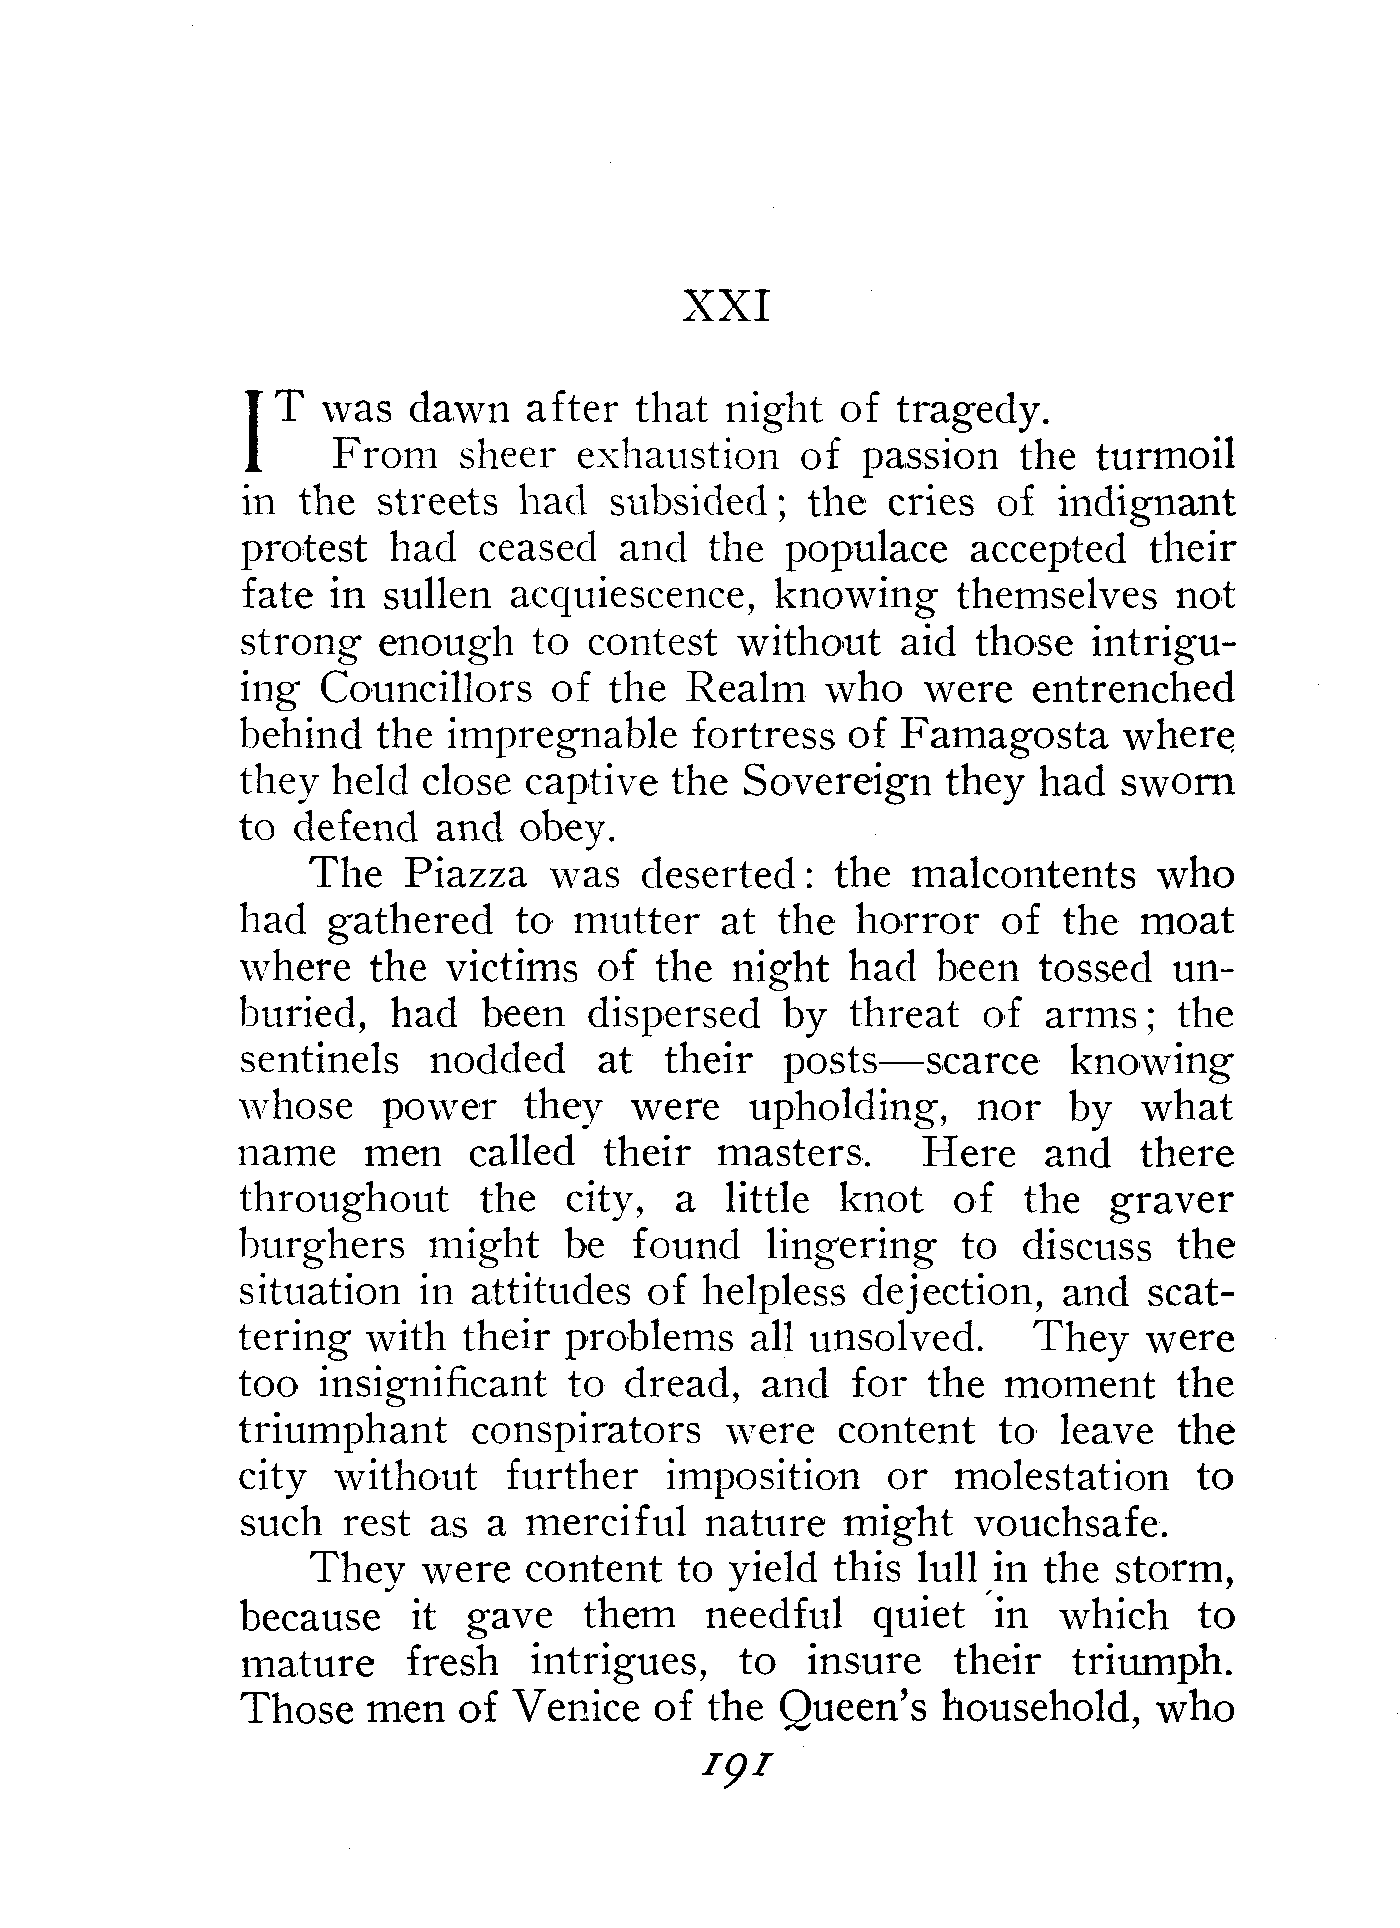 XXI
IT was dawn after that night of tragedy.
From sheer exhaustion of passion the turmoil
in the streets had subsided; the cries of indignant
protest had ceased and the populace accepted their
fate in sullen acquiescence, knowing themselves not
strong enough to contest without aid those intrigu-
ing Councillors of the Realm who were entrenched
behind the impregnable fortress of Famagosta where
they held close captive the Sovereign they had sworn
to defend and obey.
The Piazza was deserted: the malcontents who
had gathered to mutter at the horror of the moat
where the victims of the night had been tossed un-
buried, had been dispersed by threat of arms; the
sentinels nodded at their posts—scarce knowing
whose power they were upholding, nor by what
name men called their masters. Here and there
throughout the city, a little knot of the graver
burghers might be found lingering to discuss the
situation in attitudes of helpless dejection, and scat-
tering with their problems all unsolved. They were
too insignificant to dread, and for the moment the
triumphant conspirators were content to leave the
city without further imposition or molestation to
such rest as a merciful nature might vouchsafe.
They were content to yield this lull in the storm,
because it gave them needful quiet in which to
mature fresh intrigues, to insure their triumph.
Those men of Venice of the Queen's household, who
191